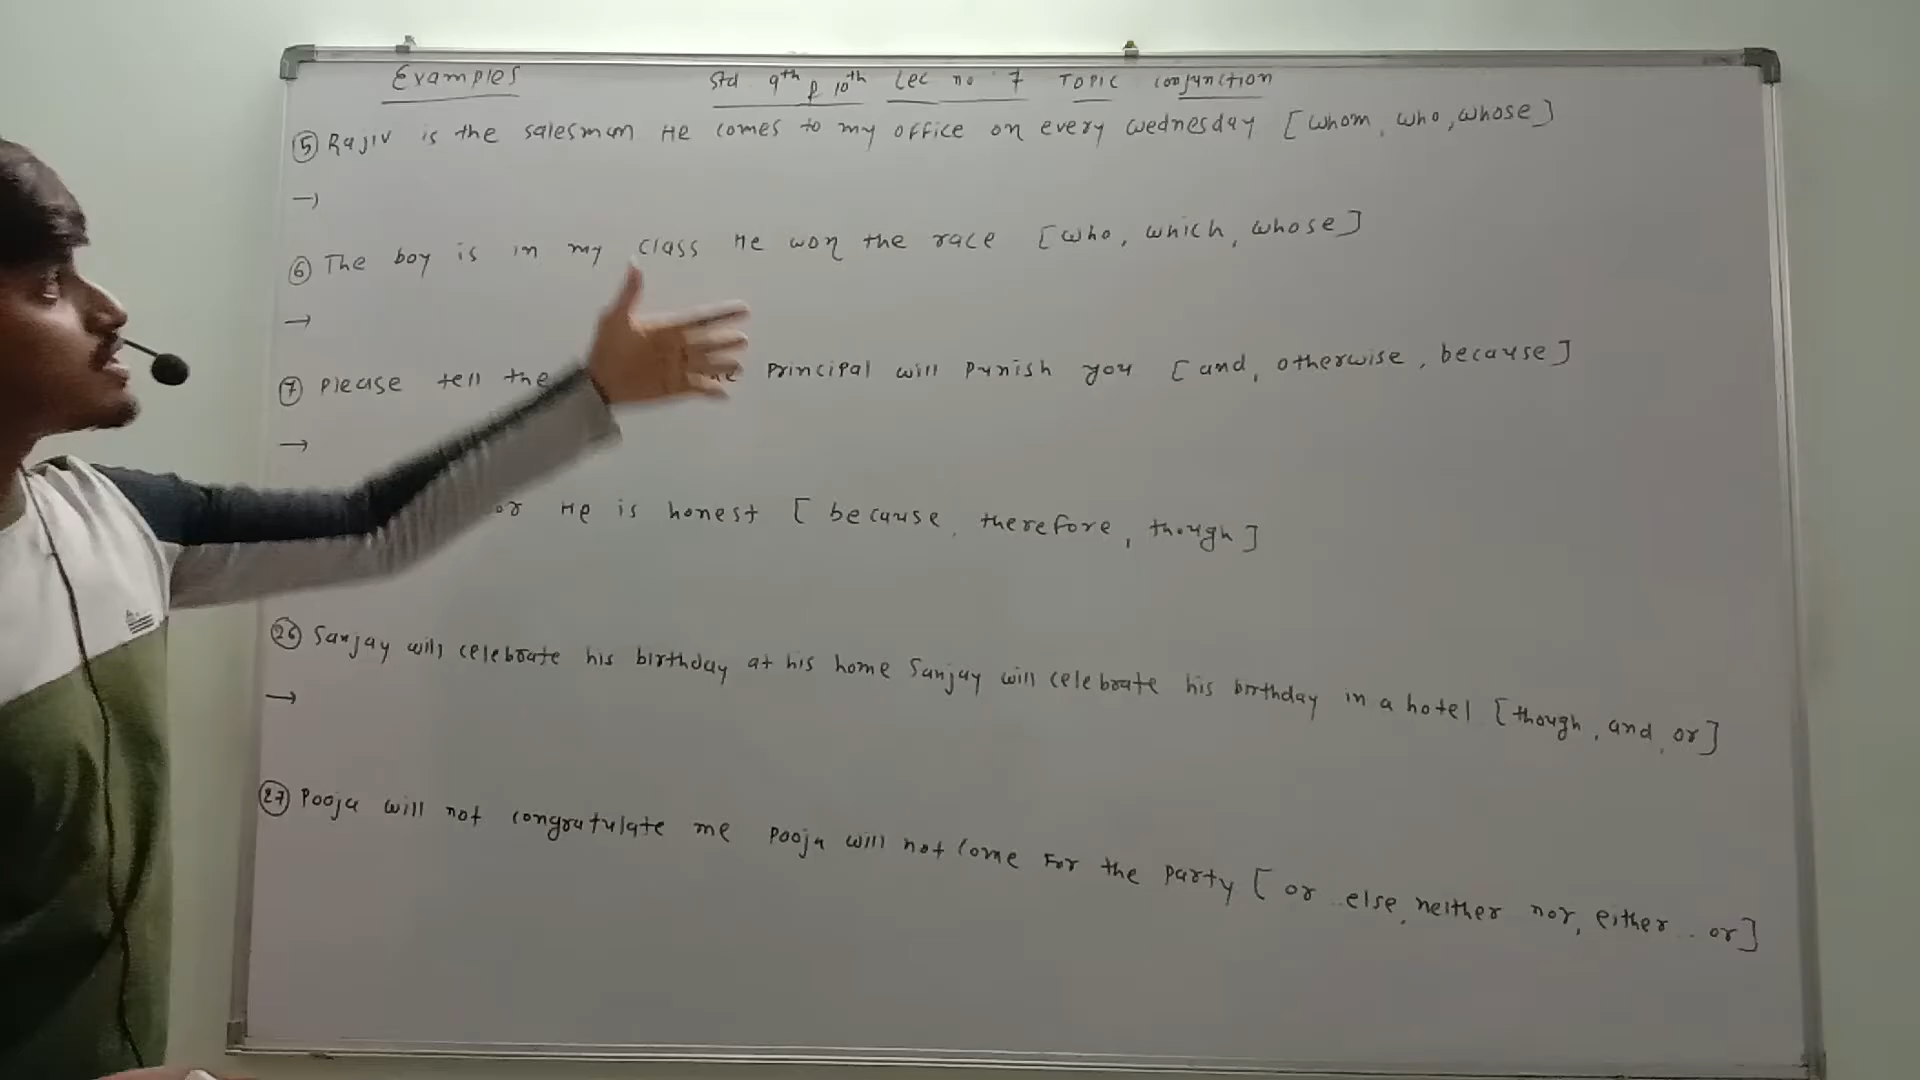 Examples
Std 9th & 10th Lec no 7 Topic conjunction
⑤ Rajiv is the salesman He comes to my office on every wednesday [whom, who, whose]
→
⑥ The boy is in my class He won the race [who, which, whose]
→
⑦ Please tell the principal will punish you [and, otherwise, because]
→
He is honest [because, therefore, though]
㉖ Sanjay will celebrate his birthday at his home Sanjay will celebrate his birthday in a hotel [though, and, or]
→
㉗ Pooja will not congratulate me Pooja will not come For the party [or .. else, neither nor, either .. or]